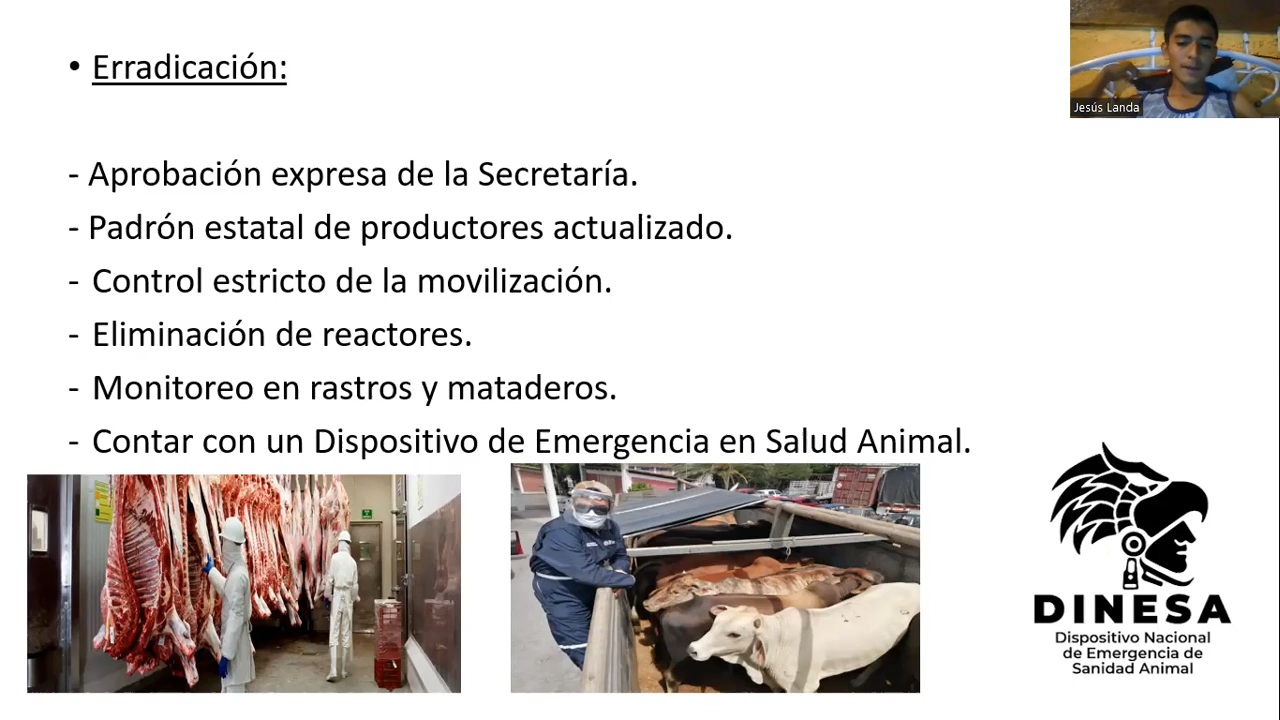 • Erradicación:
Jesús Landa
- Aprobación expresa de la Secretaría.
- Padrón estatal de productores actualizado.
- Control estricto de la movilización.
- Eliminación de reactores.
- Monitoreo en rastros y mataderos.
- Contar con un Dispositivo de Emergencia en Salud Animal.
DINESA
Dispositivo Nacional
de Emergencia de
Sanidad Animal